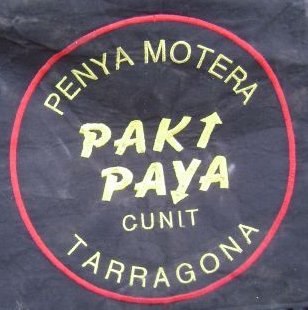 PENYA MOTERA
PAKI
PAYA
CUNIT
TARRAGONA